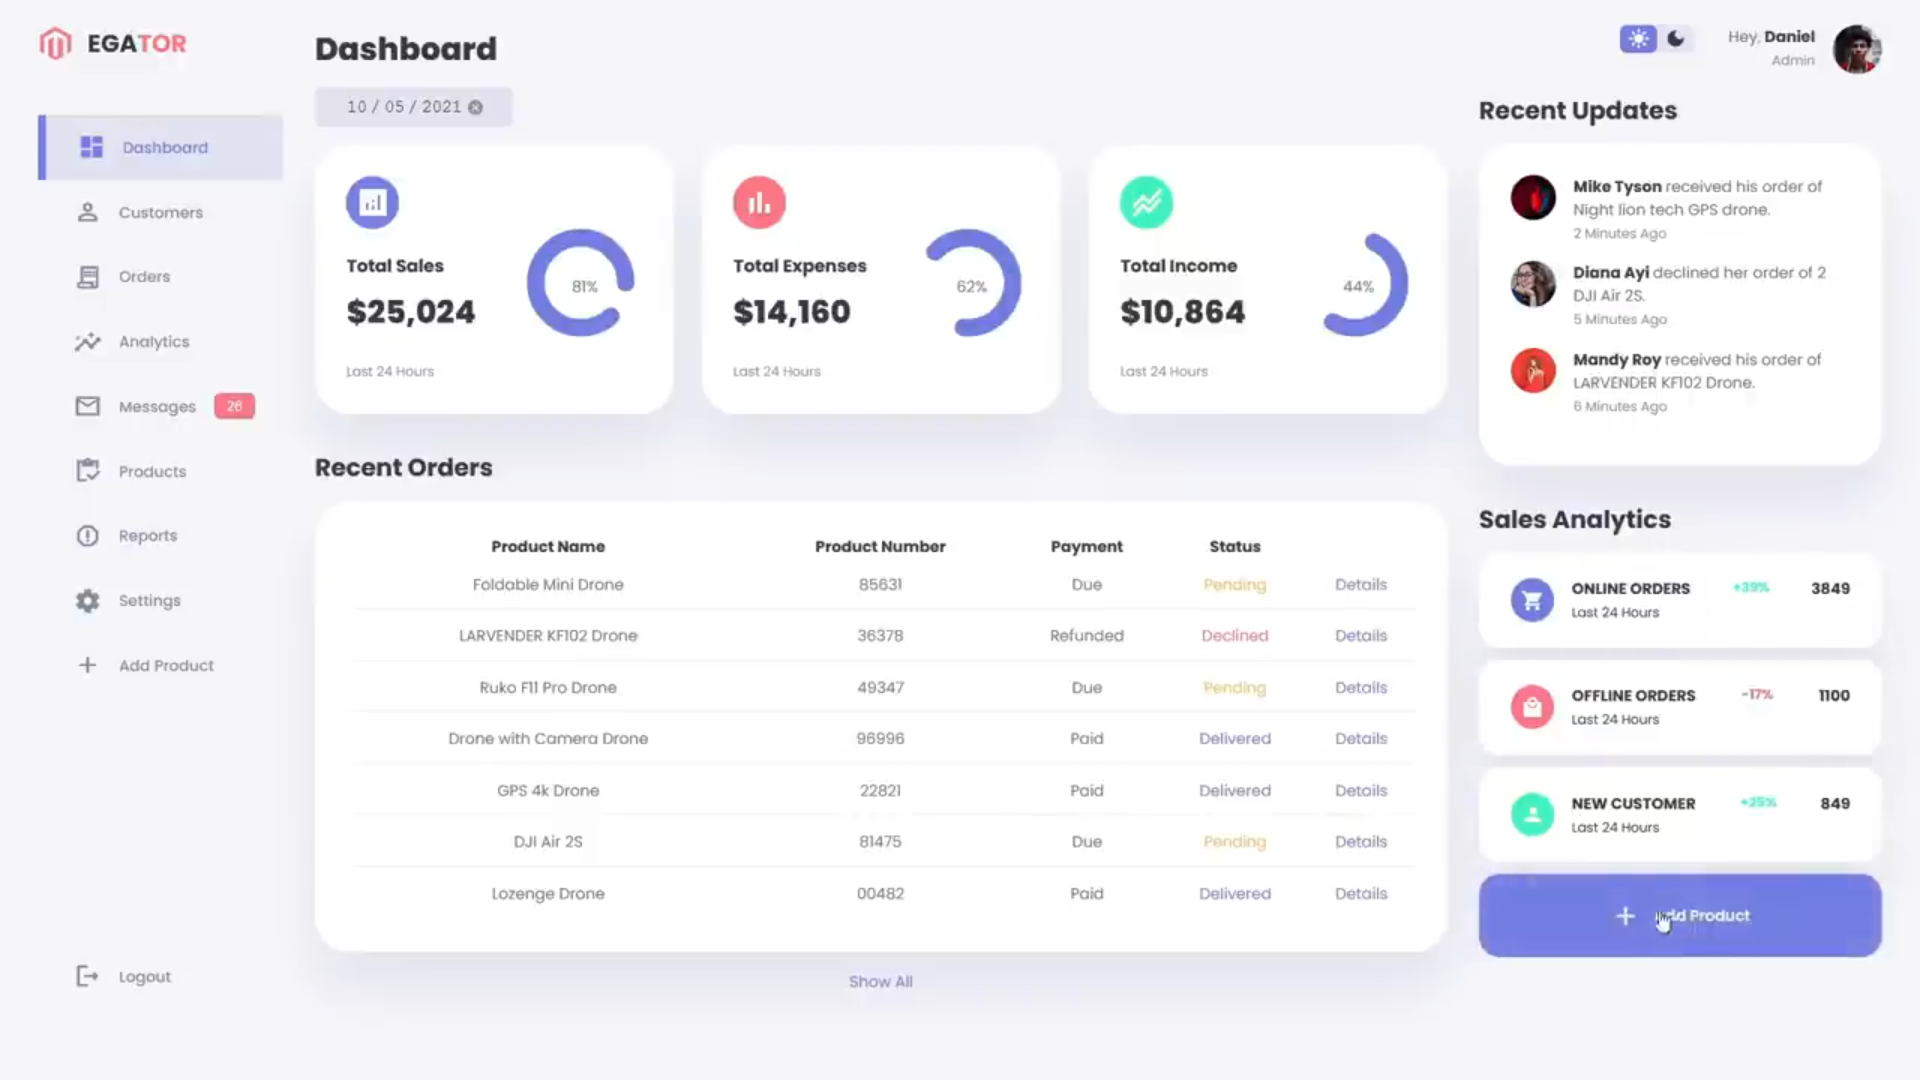 EGATOR
Dashboard
Customers
Orders
Analytics
Messages 26
Products
Reports
Settings
Add Product
Logout
Dashboard
10 / 05 / 2021
Total Sales
$25,024
81%
Last 24 Hours
Total Expenses
$14,160
62%
Last 24 Hours
Total Income
$10,864
44%
Last 24 Hours
Recent Orders
Product Name Product Number Payment Status
Foldable Mini Drone 85631 Due Pending Details
LARVENDER KF102 Drone 36378 Refunded Declined Details
Ruko F11 Pro Drone 49347 Due Pending Details
Drone with Camera Drone 96996 Paid Delivered Details
GPS 4k Drone 22821 Paid Delivered Details
DJI Air 2S 81475 Due Pending Details
Lozenge Drone 00482 Paid Delivered Details
Show All
Hey, Daniel
Admin
Recent Updates
Mike Tyson received his order of
Night lion tech GPS drone.
2 Minutes Ago
Diana Ayi declined her order of 2
DJI Air 2S.
5 Minutes Ago
Mandy Roy received his order of
LARVENDER KF102 Drone.
6 Minutes Ago
Sales Analytics
ONLINE ORDERS +39% 3849
Last 24 Hours
OFFLINE ORDERS -17% 1100
Last 24 Hours
NEW CUSTOMER +25% 849
Last 24 Hours
Add Product